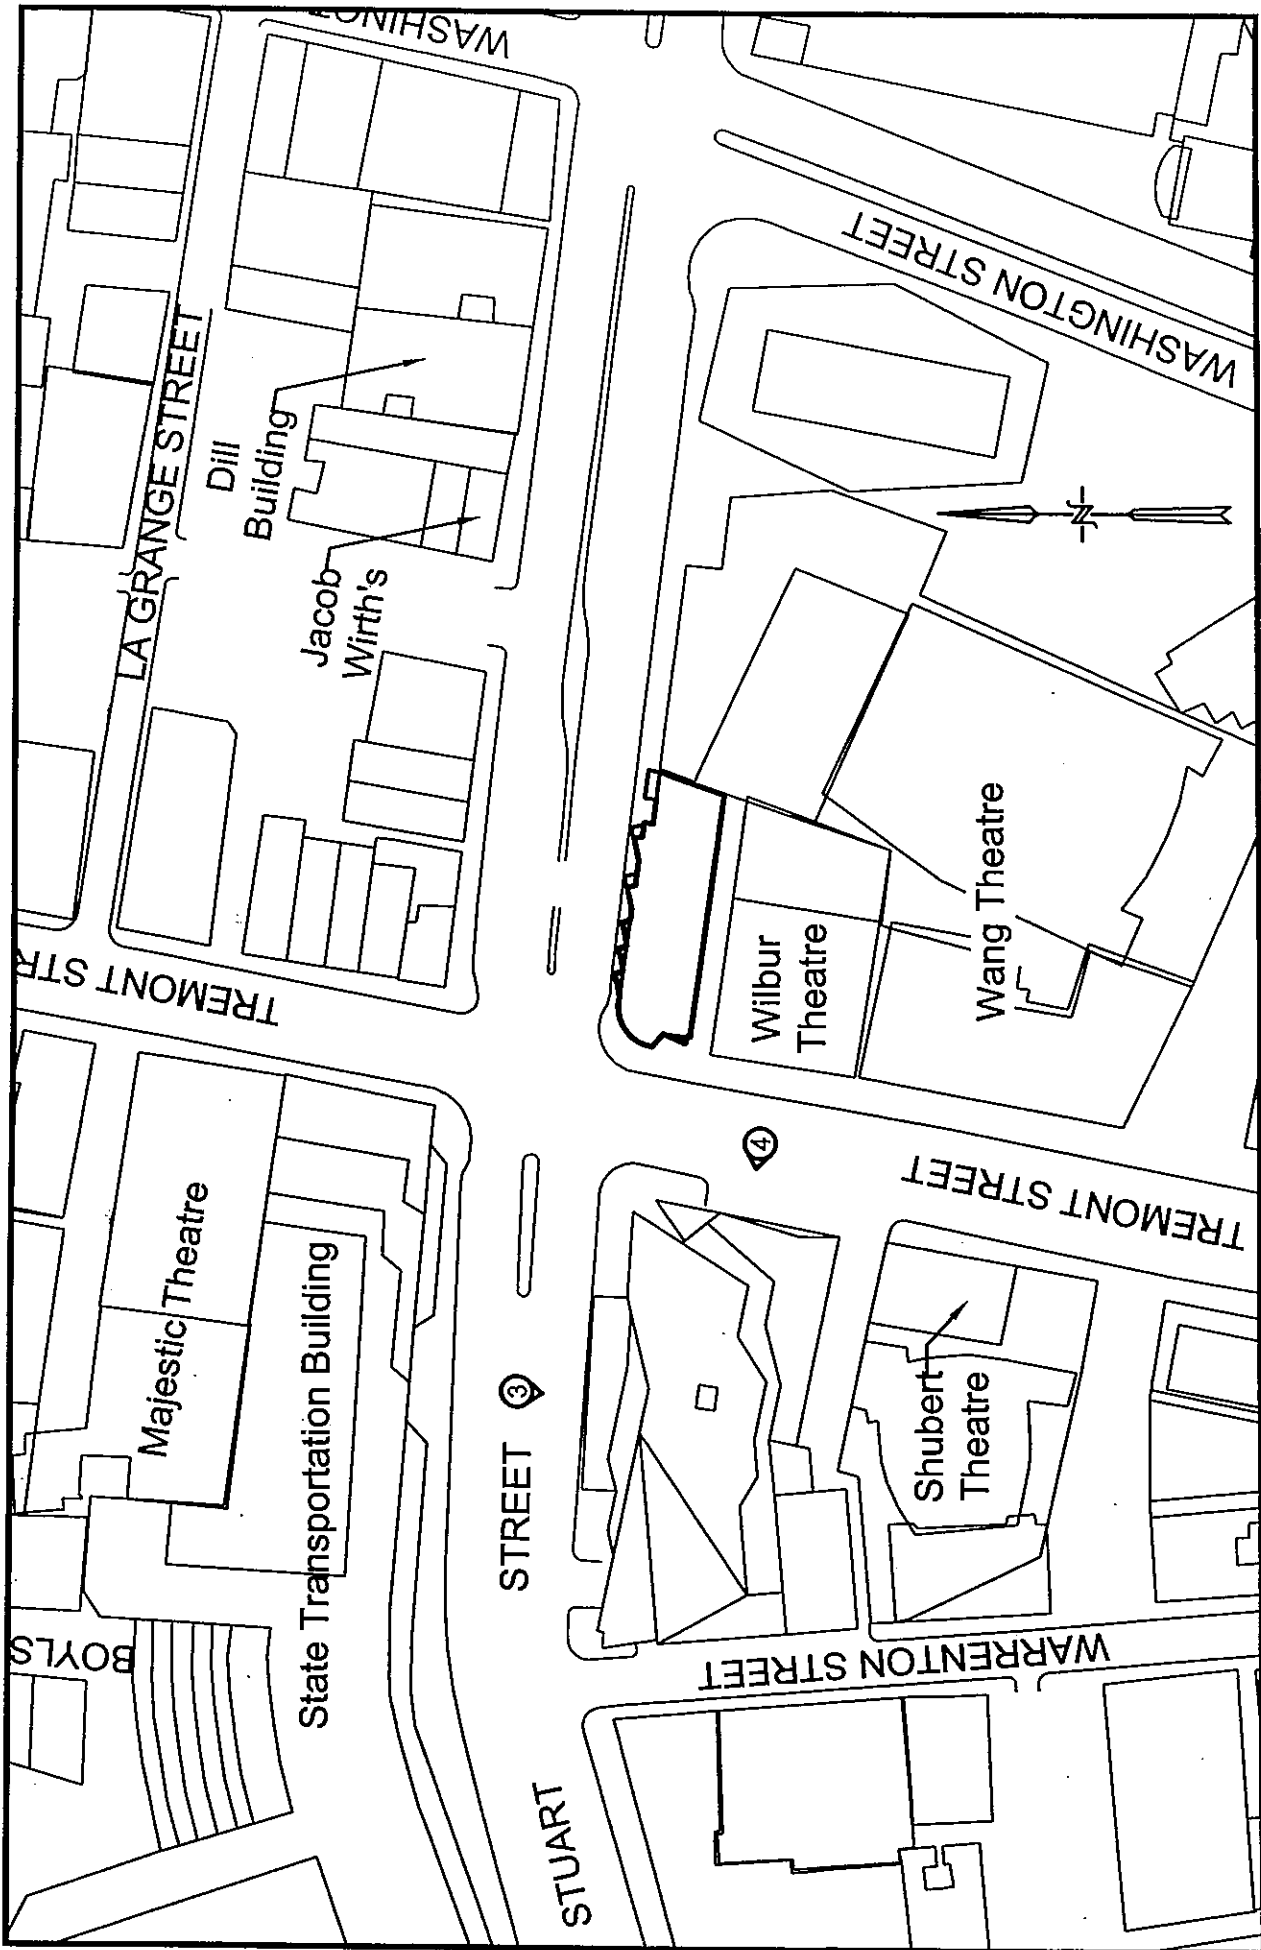 WASHINGT
LA GRANGE STREET
Dill
Building
Jacob
Wirth's
WASHINGTON STREET
N
TREMONT STR
Wilbur
Theatre
Wang Theatre
Majestic Theatre
State Transportation Building
3
4
TREMONT STREET
Shubert
Theatre
BOYLS
STUART STREET
WARRENTON STREET